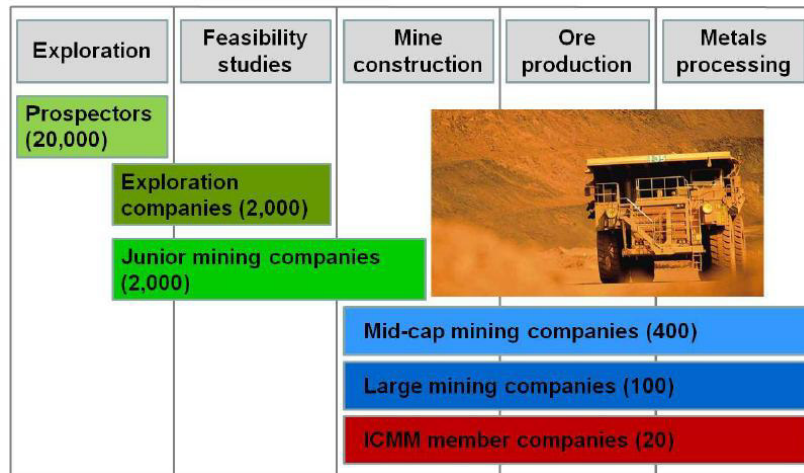 Exploration
Feasibility
studies
Mine
construction
Ore
production
Metals
processing
Prospectors
(20,000)
Exploration
companies (2,000)
Junior mining companies
(2,000)
Mid-cap mining companies (400)
Large mining companies (100)
ICMM member companies (20)